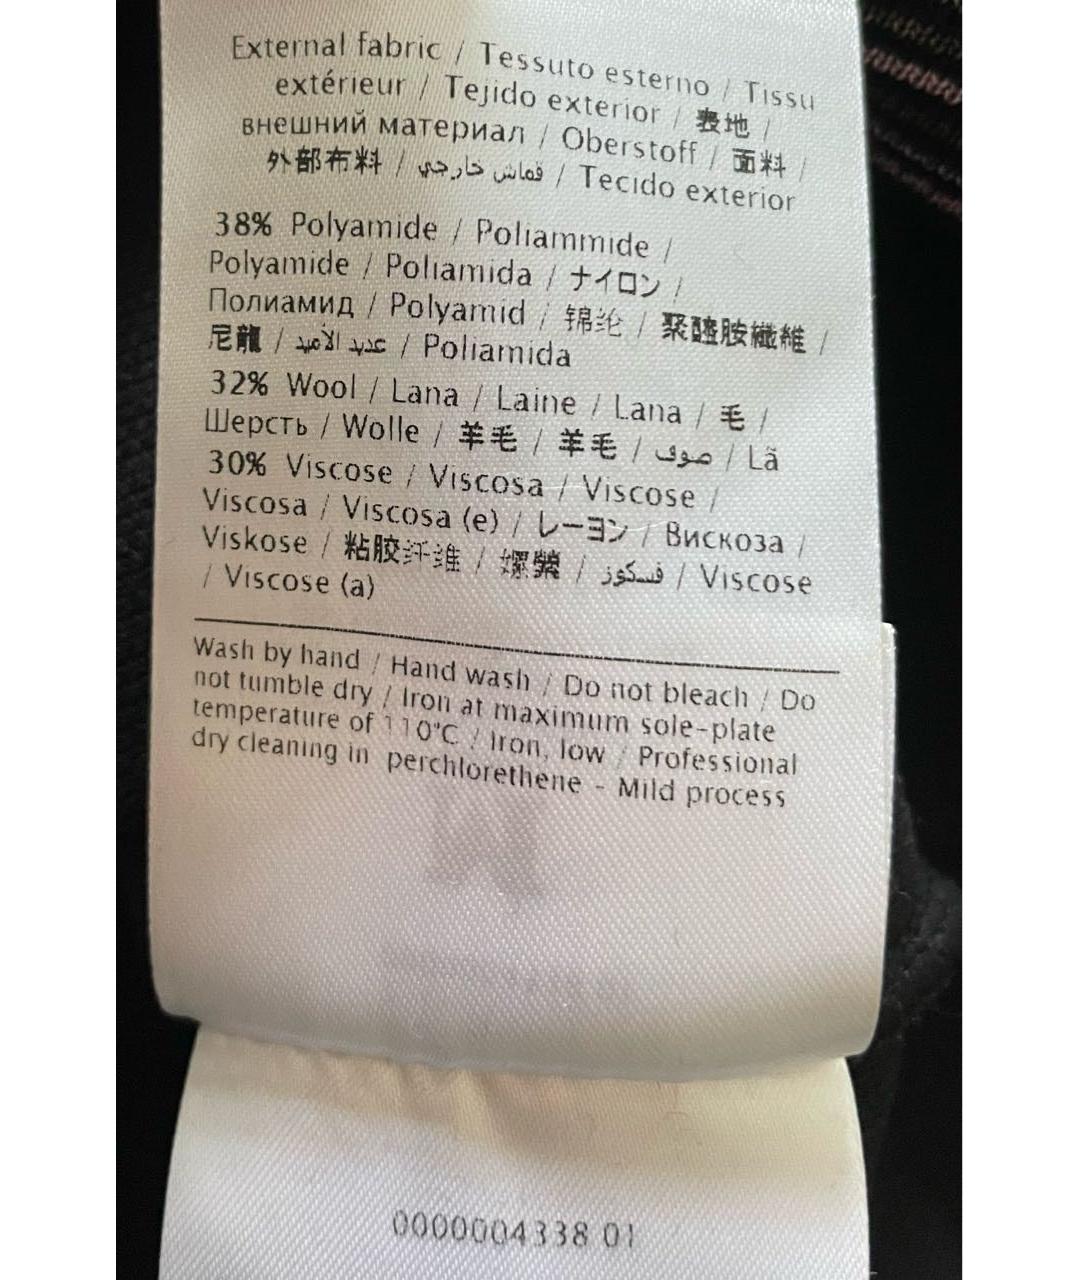 External fabric / Tessuto esterno / Tissu
extérieur / Tejido exterior / 表地 /
внешний материал / Oberstoff / 面料 /
外部布料 / قماش خارجي / Tecido exterior
38% Polyamide / Poliammide /
Polyamide / Poliamida / ナイロン /
Полиамид / Polyamid / 锦纶 / 聚醯胺纖維 /
尼龍 / عديد الأميد / Poliamida
32% Wool / Lana / Laine / Lana / 毛 /
Шерсть / Wolle / 羊毛 / 羊毛 / صوف / Lã
30% Viscose / Viscosa / Viscose /
Viscosa / Viscosa (e) / レーヨン / Вискоза /
Viskose / 粘胶纤维 / 嫘縈 / فسكوز / Viscose
/ Viscose (a)
Wash by hand / Hand wash / Do not bleach / Do
not tumble dry / Iron at maximum sole-plate
temperature of 110°C / Iron, low / Professional
dry cleaning in perchlorethene - Mild process
0000004338 01